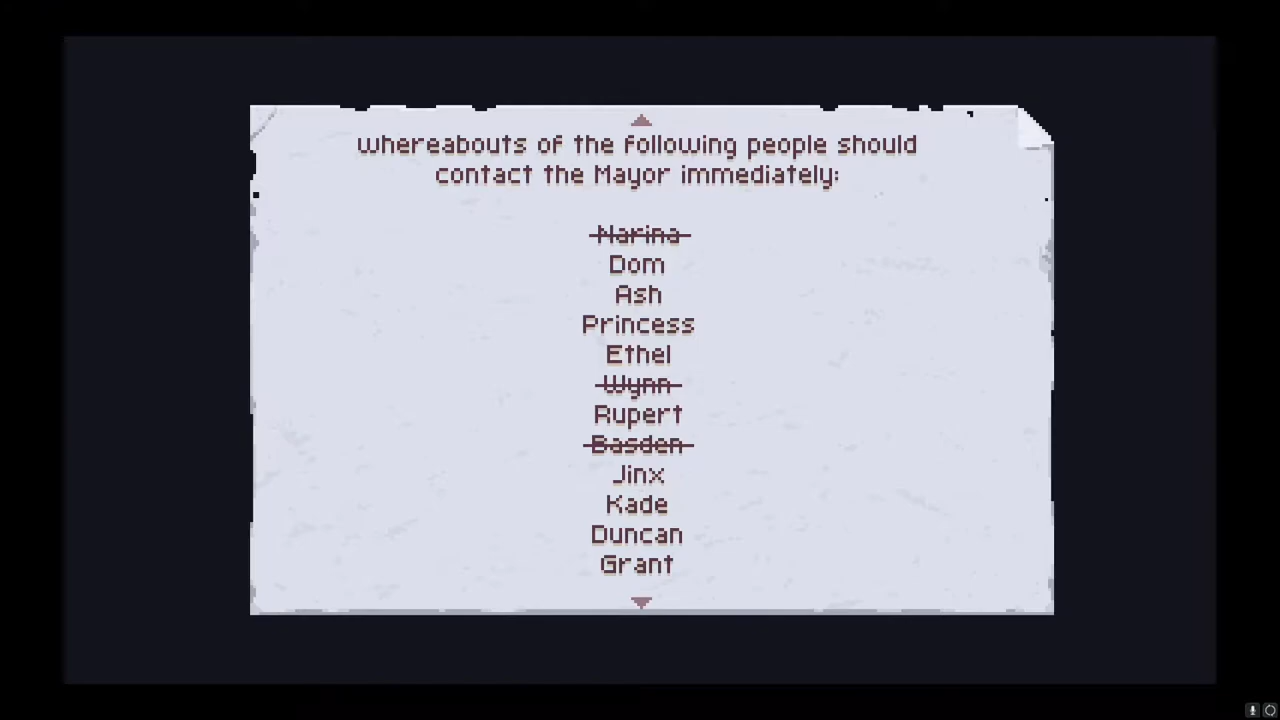 whereabouts of the following people should
contact the Mayor immediately:
Narina
Dom
Ash
Princess
Ethel
Wynn
Rupert
Basden
Jinx
Kade
Duncan
Grant